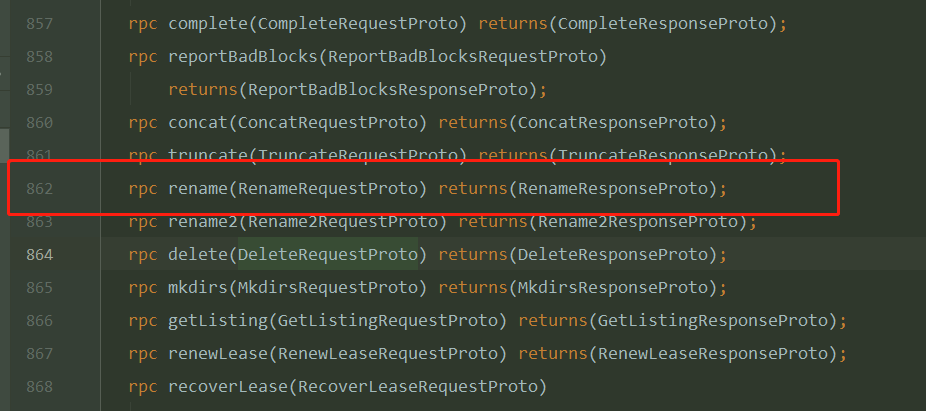 857 rpc complete(CompleteRequestProto) returns(CompleteResponseProto);
858 rpc reportBadBlocks(ReportBadBlocksRequestProto)
859 returns(ReportBadBlocksResponseProto);
860 rpc concat(ConcatRequestProto) returns(ConcatResponseProto);
861 rpc truncate(TruncateRequestProto) returns(TruncateResponseProto);
862 rpc rename(RenameRequestProto) returns(RenameResponseProto);
863 rpc rename2(Rename2RequestProto) returns(Rename2ResponseProto);
864 rpc delete(DeleteRequestProto) returns(DeleteResponseProto);
865 rpc mkdirs(MkdirsRequestProto) returns(MkdirsResponseProto);
866 rpc getListing(GetListingRequestProto) returns(GetListingResponseProto);
867 rpc renewLease(RenewLeaseRequestProto) returns(RenewLeaseResponseProto);
868 rpc recoverLease(RecoverLeaseRequestProto)